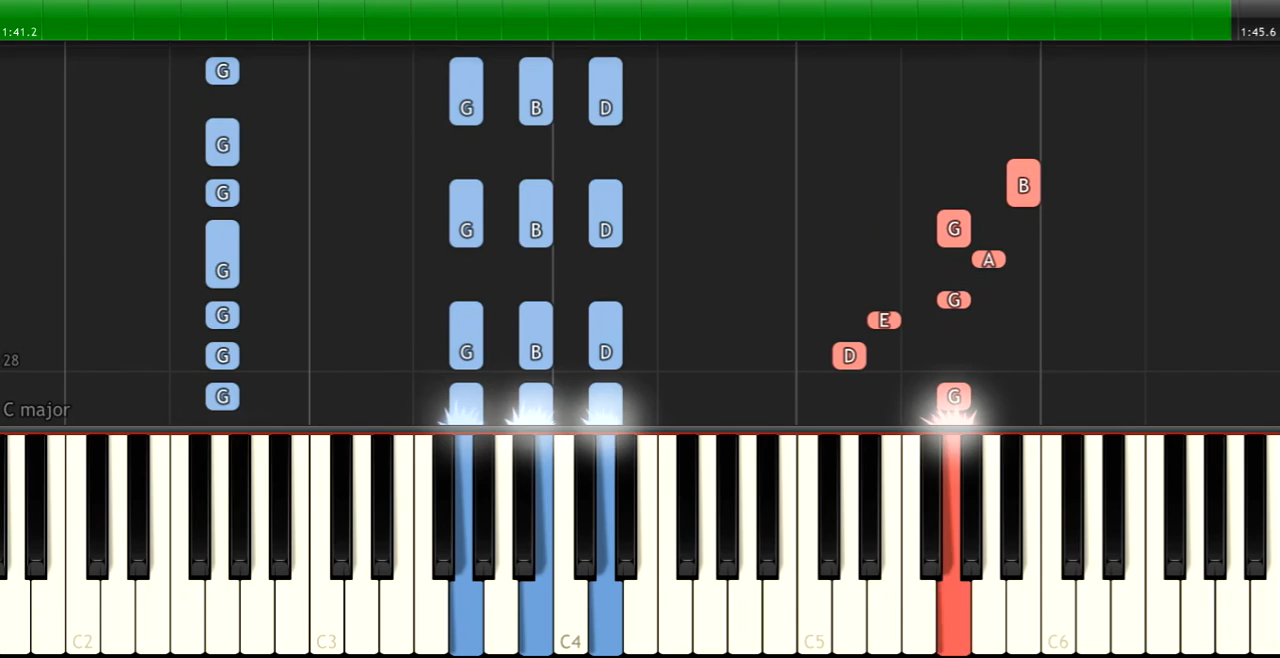 1:41.2 1:45.6
G G B D
G
B
G
G G B D G
A
G
G
G E
G B D
28 G D
C major G G
C2 C3 C4 C5 C6